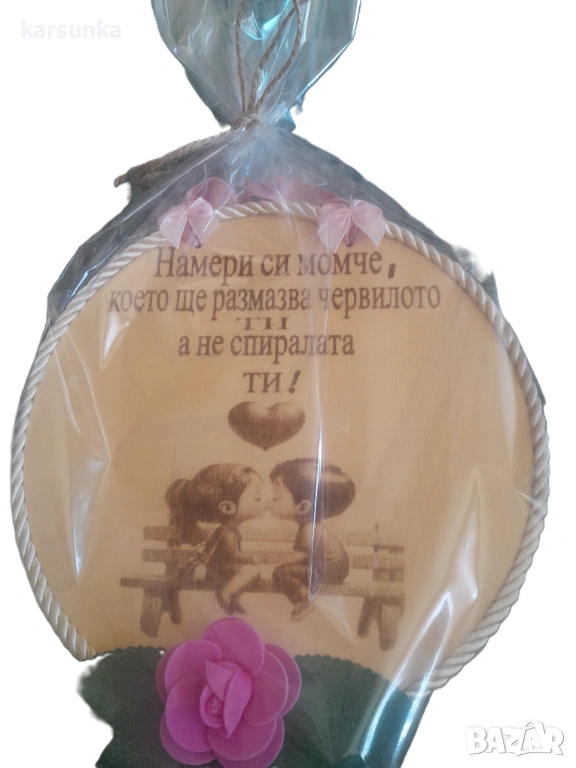 karsunka
Намери си момче,
което ще размазва червилото
ти
а не спиралата
ти!
BAZAR